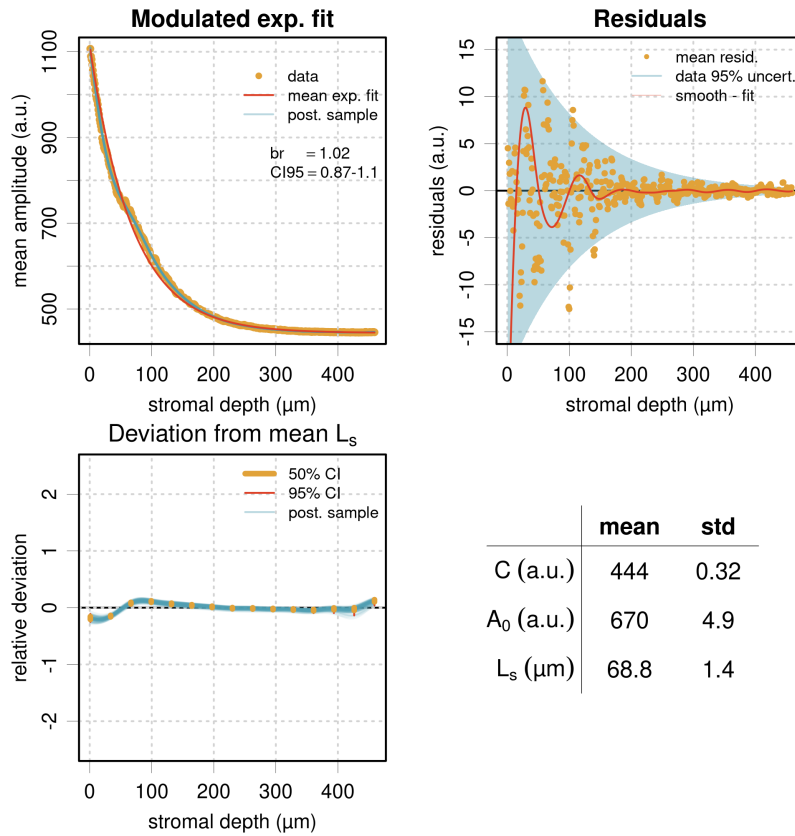 Modulated exp. fit
mean amplitude (a.u.)
500 700 900 1100
data
mean exp. fit
post. sample
br = 1.02
CI95 = 0.87-1.1
0 100 200 300 400
stromal depth (µm)
Residuals
residuals (a.u.)
-15 -10 -5 0 5 10 15
mean resid.
data 95% uncert.
smooth - fit
0 100 200 300 400
stromal depth (µm)
Deviation from mean Ls
relative deviation
-2 -1 0 1 2
50% CI
95% CI
post. sample
0 100 200 300 400
stromal depth (µm)
mean std
C (a.u.) 444 0.32
A0 (a.u.) 670 4.9
Ls (µm) 68.8 1.4